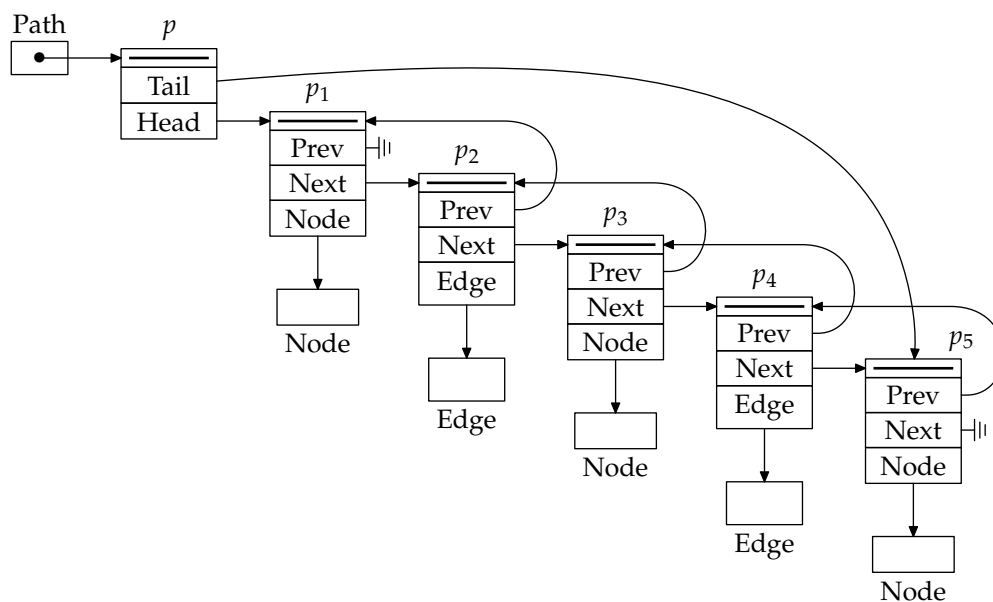 Path
p
Tail
Head
p1
Prev
Next
Node
Node
p2
Prev
Next
Edge
Edge
p3
Prev
Next
Node
Node
p4
Prev
Next
Edge
Edge
p5
Prev
Next
Node
Node